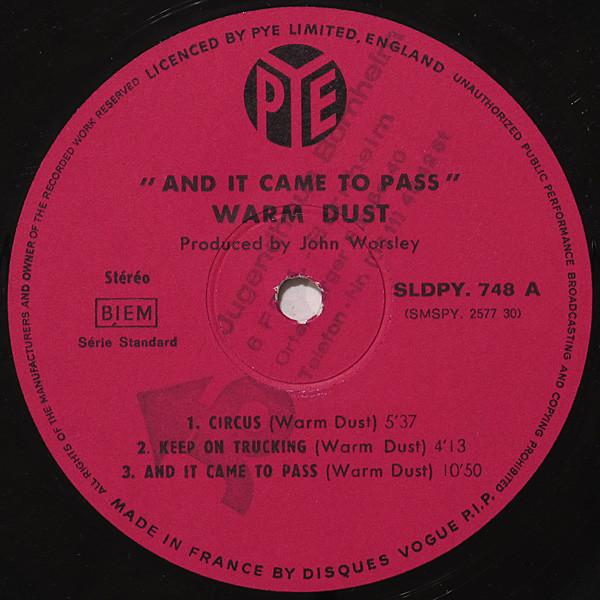 LICENCED BY PYE LIMITED, ENGLAND
UNAUTHORIZED PUBLIC PERFORMANCE BROADCASTING AND COPYING PROHIBITED
ALL RIGHTS OF THE MANUFACTURERS AND OWNER OF THE RECORDED WORK RESERVED
PYE
"AND IT CAME TO PASS"
WARM DUST
Produced by John Worsley
Stéréo
BIEM
Série Standard
SLDPY. 748 A
(SMSPY. 2577 30)
1. CIRCUS (Warm Dust) 5'37
2. KEEP ON TRUCKING (Warm Dust) 4'13
3. AND IT CAME TO PASS (Warm Dust) 10'50
MADE IN FRANCE BY DISQUES VOGUE P.I.P.
Bornheim
6 F
Telefon